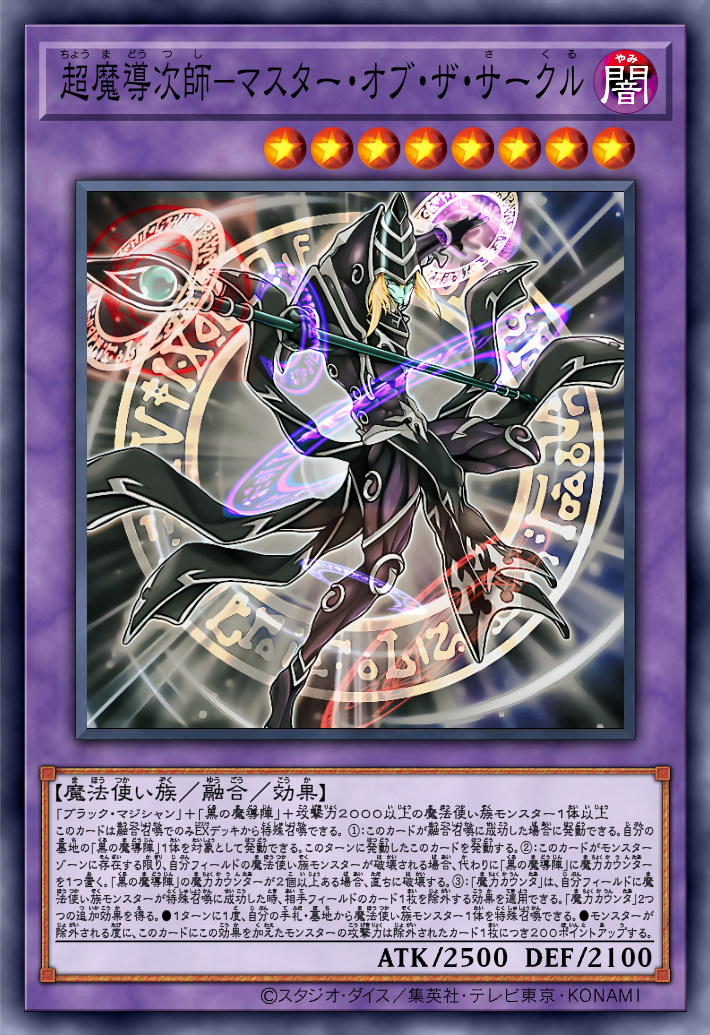 超魔導次師－マスター・オブ・ザ・サークル
闇
【魔法使い族／融合／効果】
「ブラック・マジシャン」＋「黒の魔導陣」＋攻撃力2000以上の魔法使い族モンスター1体以上
このカードは融合召喚でのみEXデッキから特殊召喚できる。①:このカードが融合召喚に成功した場合に発動できる。自分の
墓地の「黒の魔導陣」1体を対象として発動できる。このターンに発動したこのカードを発動する。②:このカードがモンスター
ゾーンに存在する限り、自分フィールドの魔法使い族モンスターが破壊される場合、代わりに「黒の魔導陣」に魔力カウンター
を1つ置く。「黒の魔導陣」の魔力カウンターが2個以上ある場合、直ちに破壊する。③:「魔力カウンタ」は、自分フィールドに魔
法使い族モンスターが特殊召喚に成功した時、相手フィールドのカード1枚を除外する効果を適用できる。「魔力カウンタ」2つ
つの追加効果を得る。●1ターンに1度、自分の手札・墓地から魔法使い族モンスター1体を特殊召喚できる。●モンスターが
除外される度に、このカードにこの効果を加えたモンスターの攻撃力は除外されたカード1枚につき200ポイントアップする。
ATK/2500 DEF/2100
©スタジオ・ダイス／集英社・テレビ東京・KONAMI